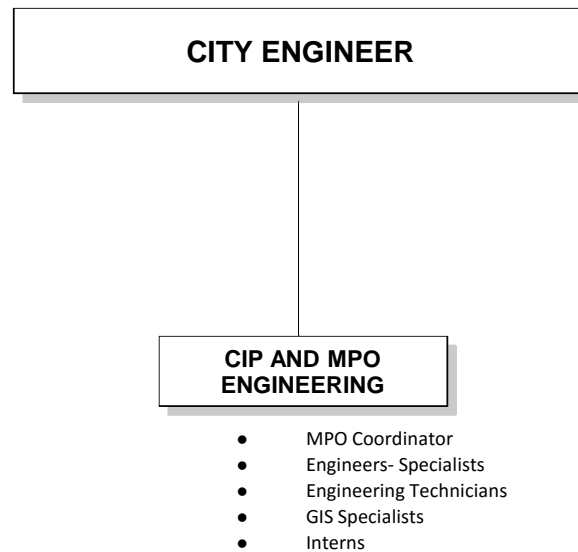 CITY ENGINEER
CIP AND MPO
ENGINEERING
● MPO Coordinator
● Engineers- Specialists
● Engineering Technicians
● GIS Specialists
● Interns